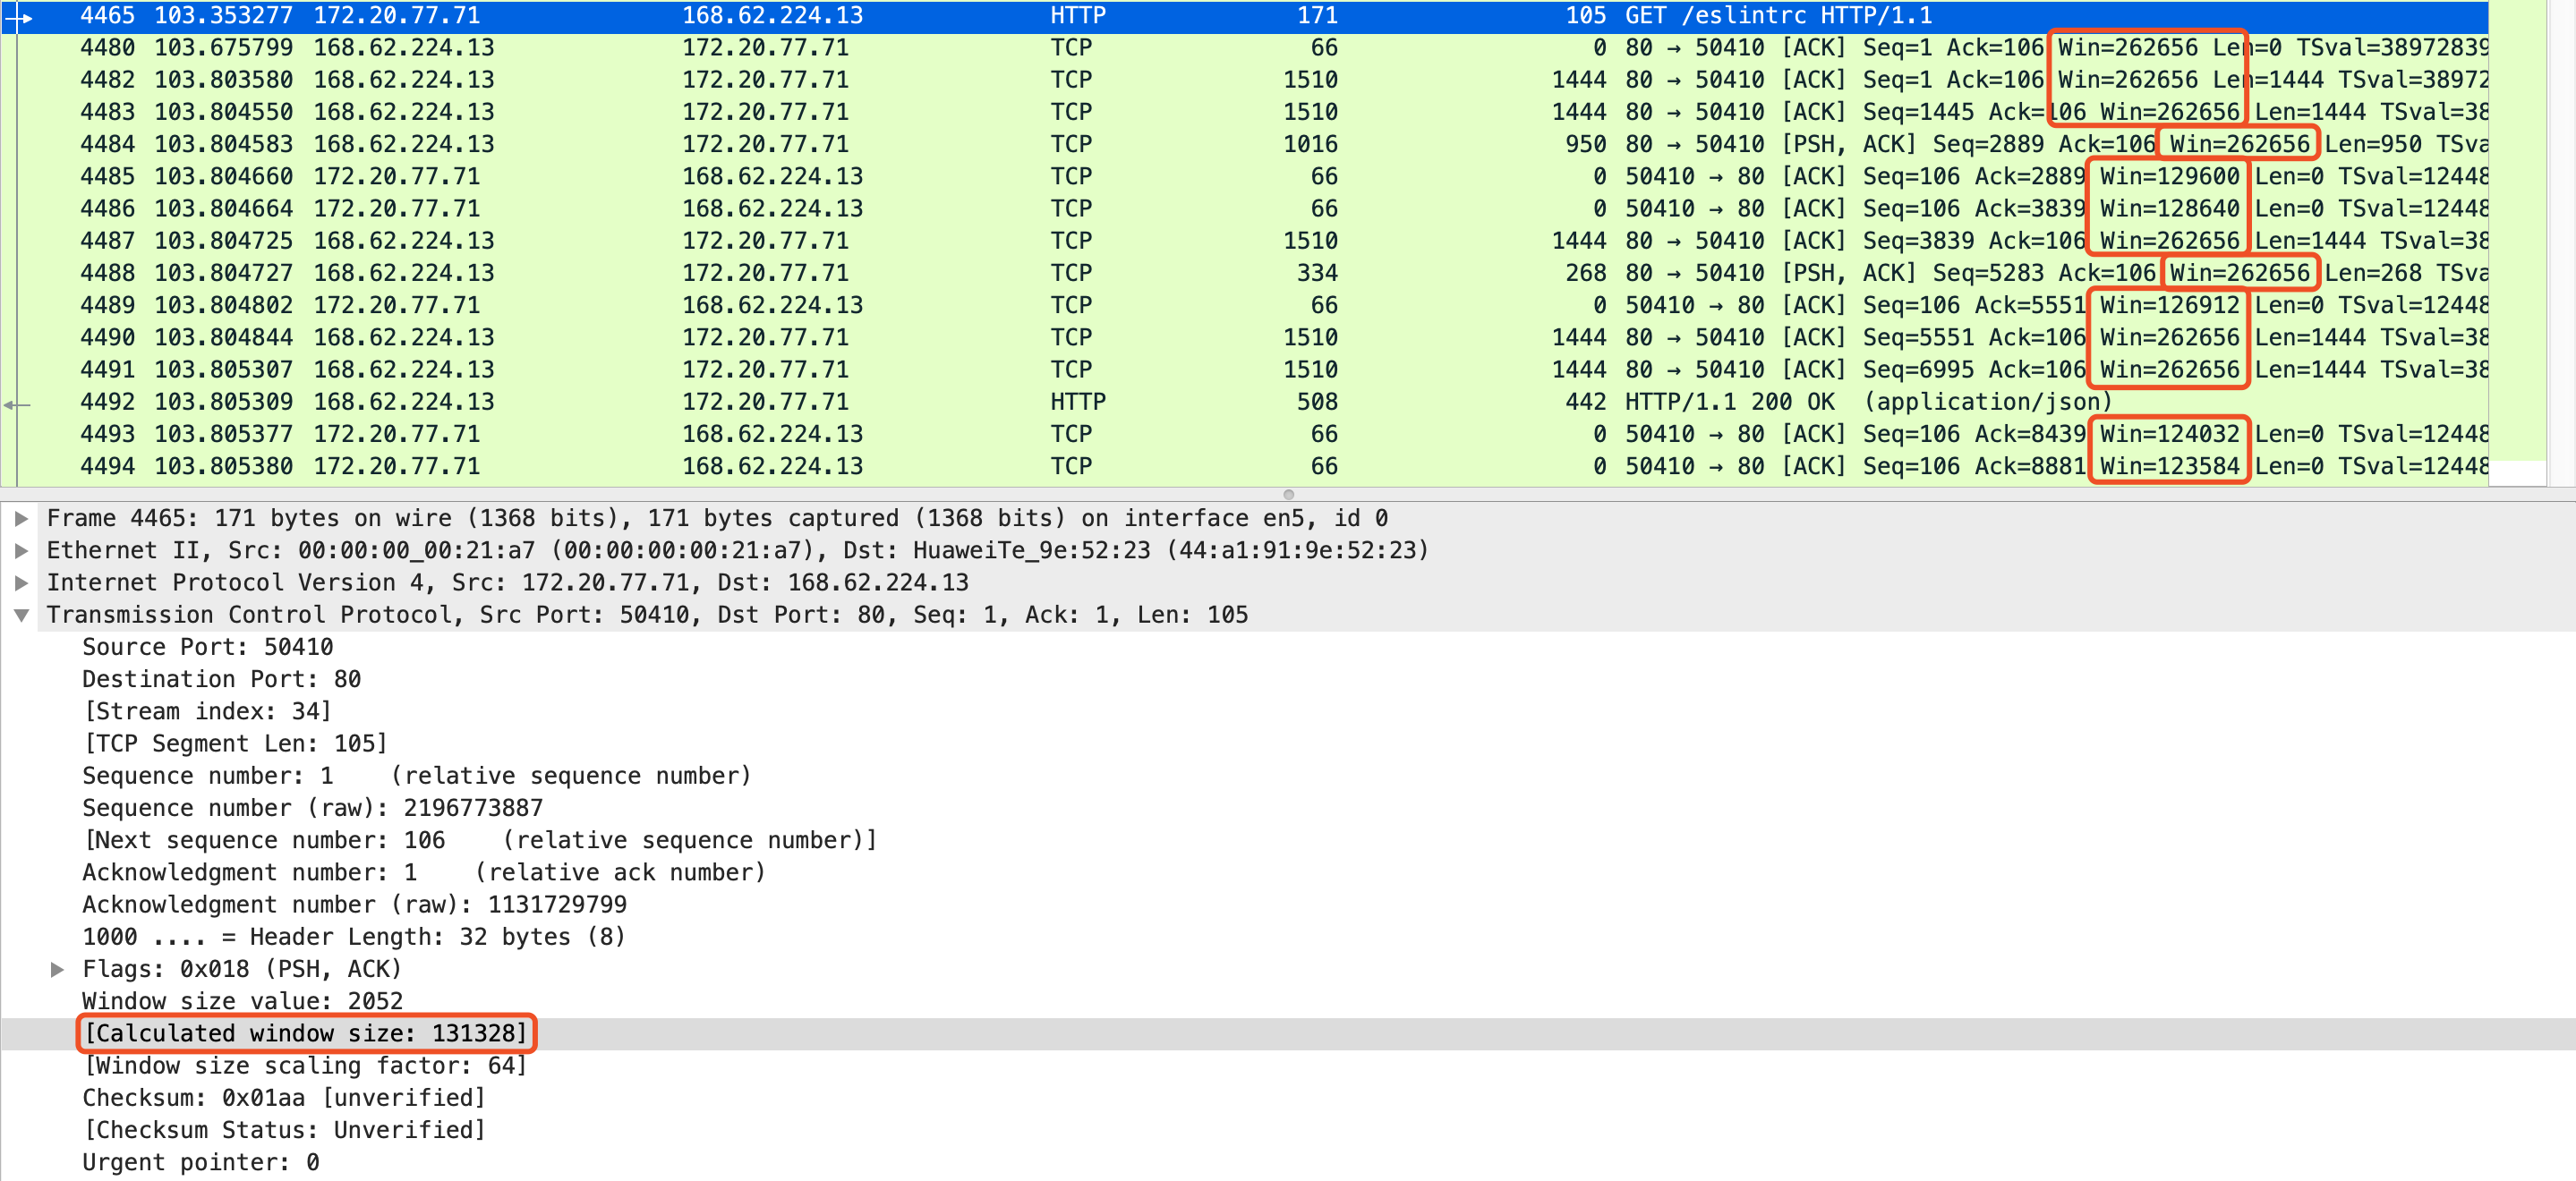 4465 103.353277 172.20.77.71 168.62.224.13 HTTP 171 105 GET /eslintrc HTTP/1.1
4480 103.675799 168.62.224.13 172.20.77.71 TCP 66 0 80 → 50410 [ACK] Seq=1 Ack=106 Win=262656 Len=0 TSval=38972839
4482 103.803580 168.62.224.13 172.20.77.71 TCP 1510 1444 80 → 50410 [ACK] Seq=1 Ack=106 Win=262656 Len=1444 TSval=38972
4483 103.804550 168.62.224.13 172.20.77.71 TCP 1510 1444 80 → 50410 [ACK] Seq=1445 Ack=106 Win=262656 Len=1444 TSval=38
4484 103.804583 168.62.224.13 172.20.77.71 TCP 1016 950 80 → 50410 [PSH, ACK] Seq=2889 Ack=106 Win=262656 Len=950 TSva
4485 103.804660 172.20.77.71 168.62.224.13 TCP 66 0 50410 → 80 [ACK] Seq=106 Ack=2889 Win=129600 Len=0 TSval=12448
4486 103.804664 172.20.77.71 168.62.224.13 TCP 66 0 50410 → 80 [ACK] Seq=106 Ack=3839 Win=128640 Len=0 TSval=12448
4487 103.804725 168.62.224.13 172.20.77.71 TCP 1510 1444 80 → 50410 [ACK] Seq=3839 Ack=106 Win=262656 Len=1444 TSval=38
4488 103.804727 168.62.224.13 172.20.77.71 TCP 334 268 80 → 50410 [PSH, ACK] Seq=5283 Ack=106 Win=262656 Len=268 TSva
4489 103.804802 172.20.77.71 168.62.224.13 TCP 66 0 50410 → 80 [ACK] Seq=106 Ack=5551 Win=126912 Len=0 TSval=12448
4490 103.804844 168.62.224.13 172.20.77.71 TCP 1510 1444 80 → 50410 [ACK] Seq=5551 Ack=106 Win=262656 Len=1444 TSval=38
4491 103.805307 168.62.224.13 172.20.77.71 TCP 1510 1444 80 → 50410 [ACK] Seq=6995 Ack=106 Win=262656 Len=1444 TSval=38
4492 103.805309 168.62.224.13 172.20.77.71 HTTP 508 442 HTTP/1.1 200 OK (application/json)
4493 103.805377 172.20.77.71 168.62.224.13 TCP 66 0 50410 → 80 [ACK] Seq=106 Ack=8439 Win=124032 Len=0 TSval=12448
4494 103.805380 172.20.77.71 168.62.224.13 TCP 66 0 50410 → 80 [ACK] Seq=106 Ack=8881 Win=123584 Len=0 TSval=12448
Frame 4465: 171 bytes on wire (1368 bits), 171 bytes captured (1368 bits) on interface en5, id 0
Ethernet II, Src: 00:00:00_00:21:a7 (00:00:00:00:21:a7), Dst: HuaweiTe_9e:52:23 (44:a1:91:9e:52:23)
Internet Protocol Version 4, Src: 172.20.77.71, Dst: 168.62.224.13
Transmission Control Protocol, Src Port: 50410, Dst Port: 80, Seq: 1, Ack: 1, Len: 105
Source Port: 50410
Destination Port: 80
[Stream index: 34]
[TCP Segment Len: 105]
Sequence number: 1 (relative sequence number)
Sequence number (raw): 2196773887
[Next sequence number: 106 (relative sequence number)]
Acknowledgment number: 1 (relative ack number)
Acknowledgment number (raw): 1131729799
1000 .... = Header Length: 32 bytes (8)
Flags: 0x018 (PSH, ACK)
Window size value: 2052
[Calculated window size: 131328]
[Window size scaling factor: 64]
Checksum: 0x01aa [unverified]
[Checksum Status: Unverified]
Urgent pointer: 0